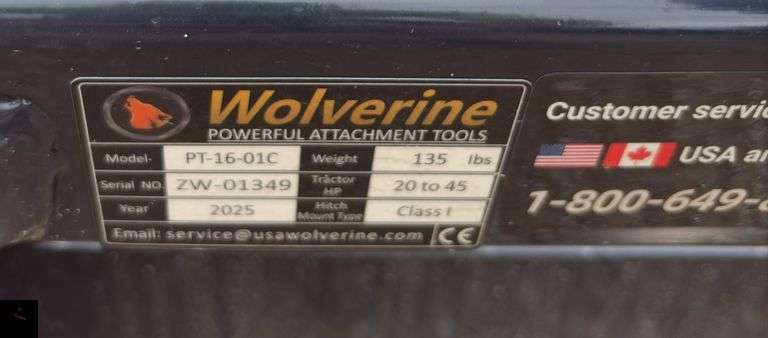 Wolverine
POWERFUL ATTACHMENT TOOLS
Model- PT-16-01C Weight 135 lbs
Serial NO. ZW-01349 Tractor HP 20 to 45
Year 2025 Hitch Mount Type Class I
Email: service@usawolverine.com CE
Customer
USA
1-800-649-